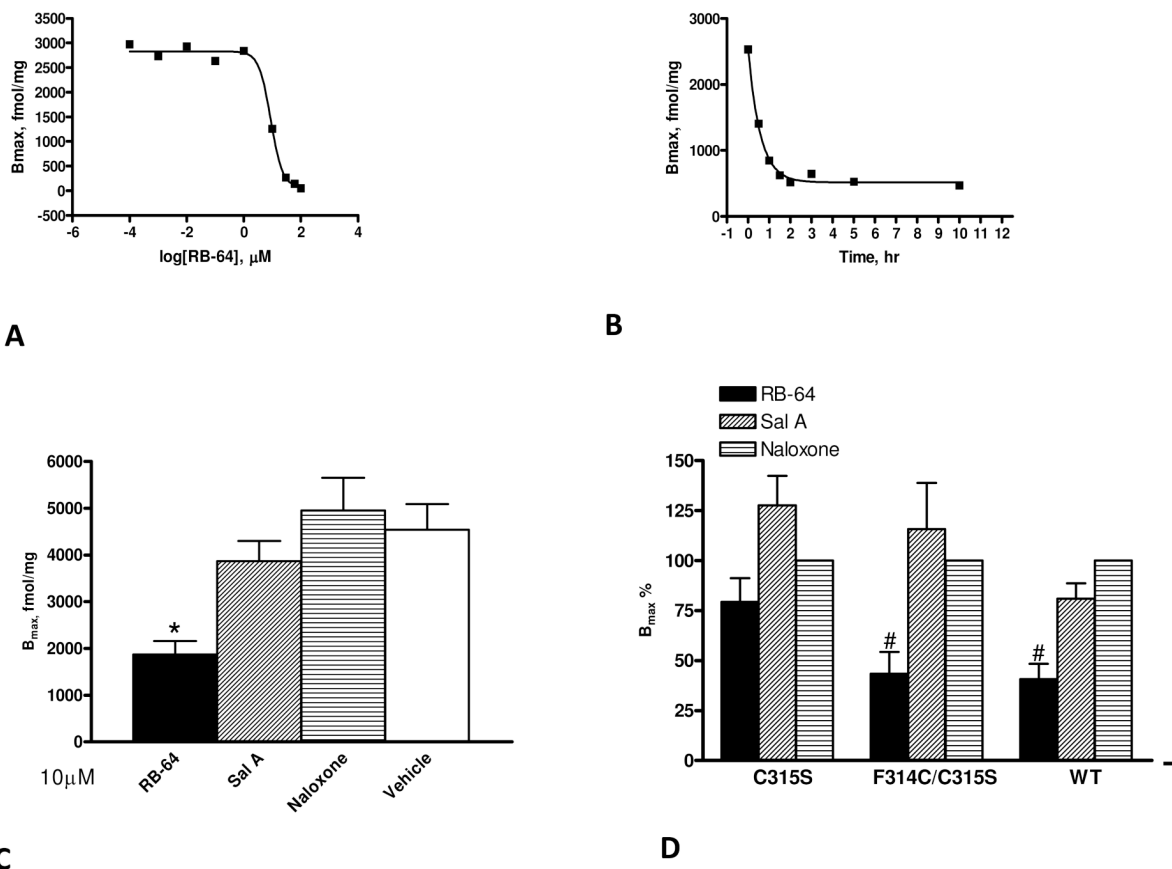 3500
3000
2500
2000
1500
1000
500
0
-500
Bmax, fmol/mg
-6 -4 -2 0 2 4
log[RB-64], μM
A
3000
2000
1000
0
Bmax, fmol/mg
-1 0 1 2 3 4 5 6 7 8 9 10 11 12
Time, hr
B
6000
5000
4000
3000
2000
1000
0
Bmax, fmol/mg
*
10μM
RB-64 Sal A Naloxone Vehicle
C
RB-64
Sal A
Naloxone
150
125
100
75
50
25
0
Bmax %
# #
C315S F314C/C315S WT
D